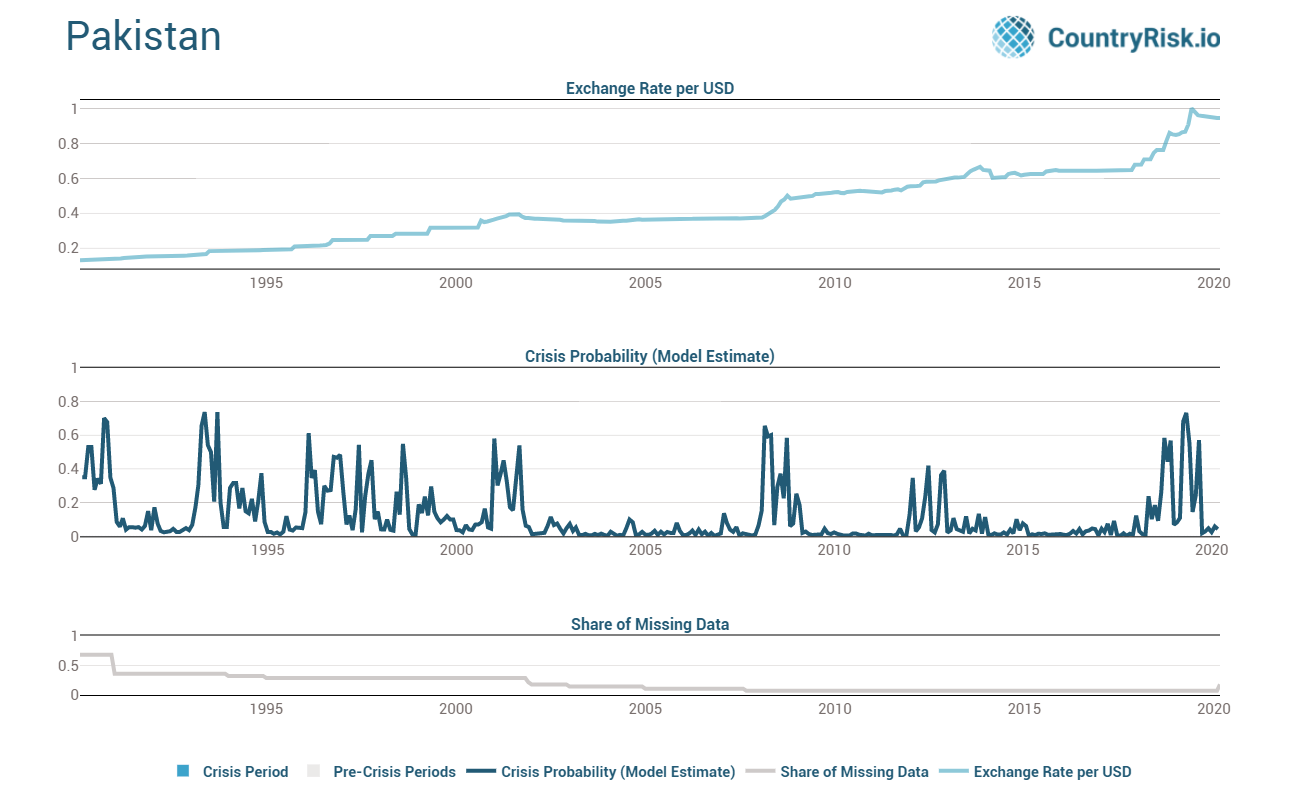 Pakistan
CountryRisk.io
Exchange Rate per USD
1
0.8
0.6
0.4
0.2
1995 2000 2005 2010 2015 2020
Crisis Probability (Model Estimate)
1
0.8
0.6
0.4
0.2
0
1995 2000 2005 2010 2015 2020
Share of Missing Data
1
0.5
0
1995 2000 2005 2010 2015 2020
Crisis Period Pre-Crisis Periods Crisis Probability (Model Estimate) Share of Missing Data Exchange Rate per USD